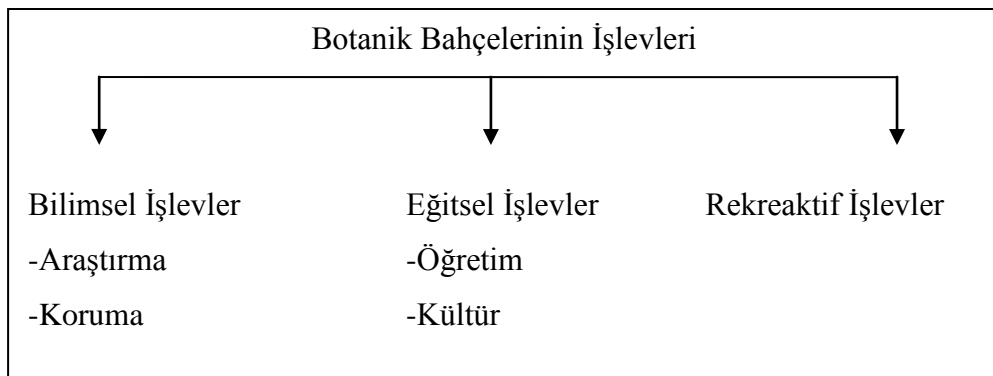 Botanik Bahçelerinin İşlevleri
Bilimsel İşlevler
-Araştırma
-Koruma
Eğitsel İşlevler
-Öğretim
-Kültür
Rekreaktif İşlevler